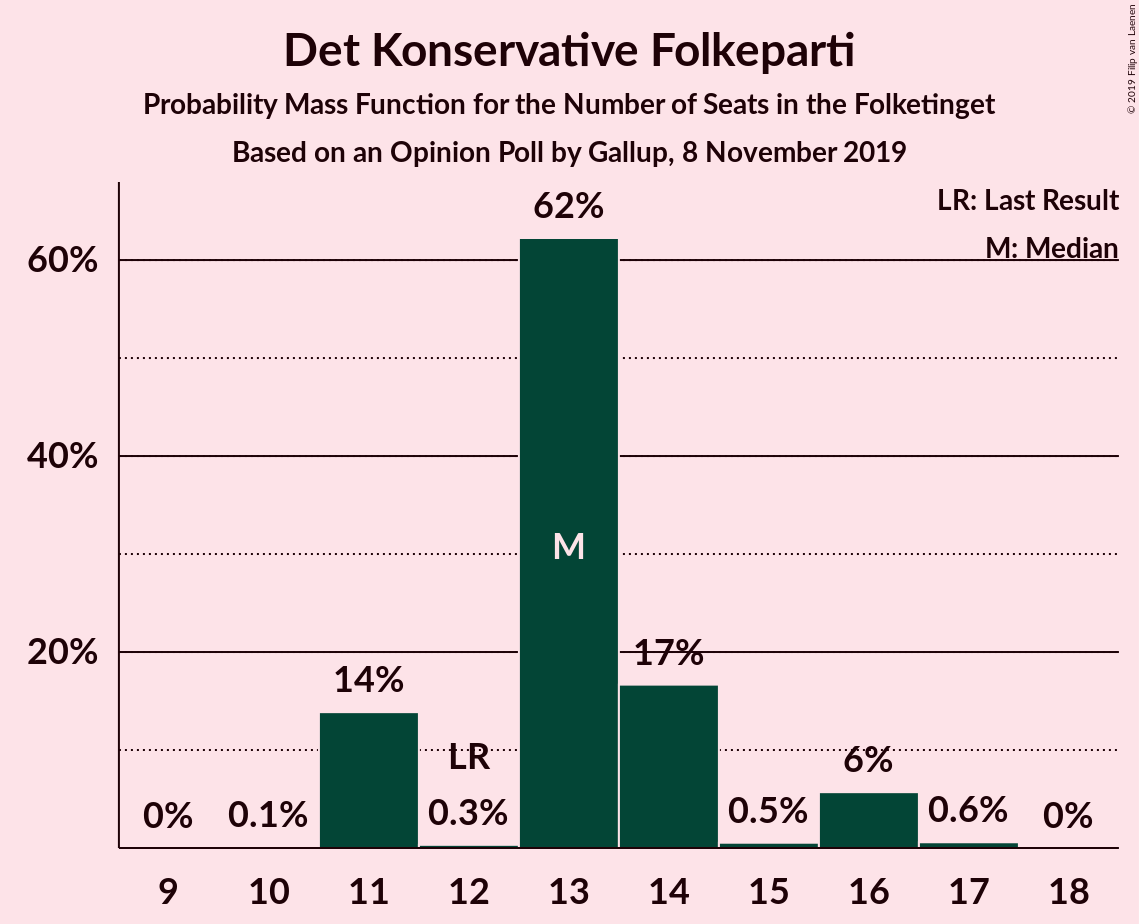 Det Konservative Folkeparti
Probability Mass Function for the Number of Seats in the Folketinget
Based on an Opinion Poll by Gallup, 8 November 2019
© 2019 Filip van Laenen
LR: Last Result
M: Median
60%
40%
20%
0%
0.1%
14%
LR
0.3%
62%
M
17%
0.5%
6%
0.6%
0%
9 10 11 12 13 14 15 16 17 18